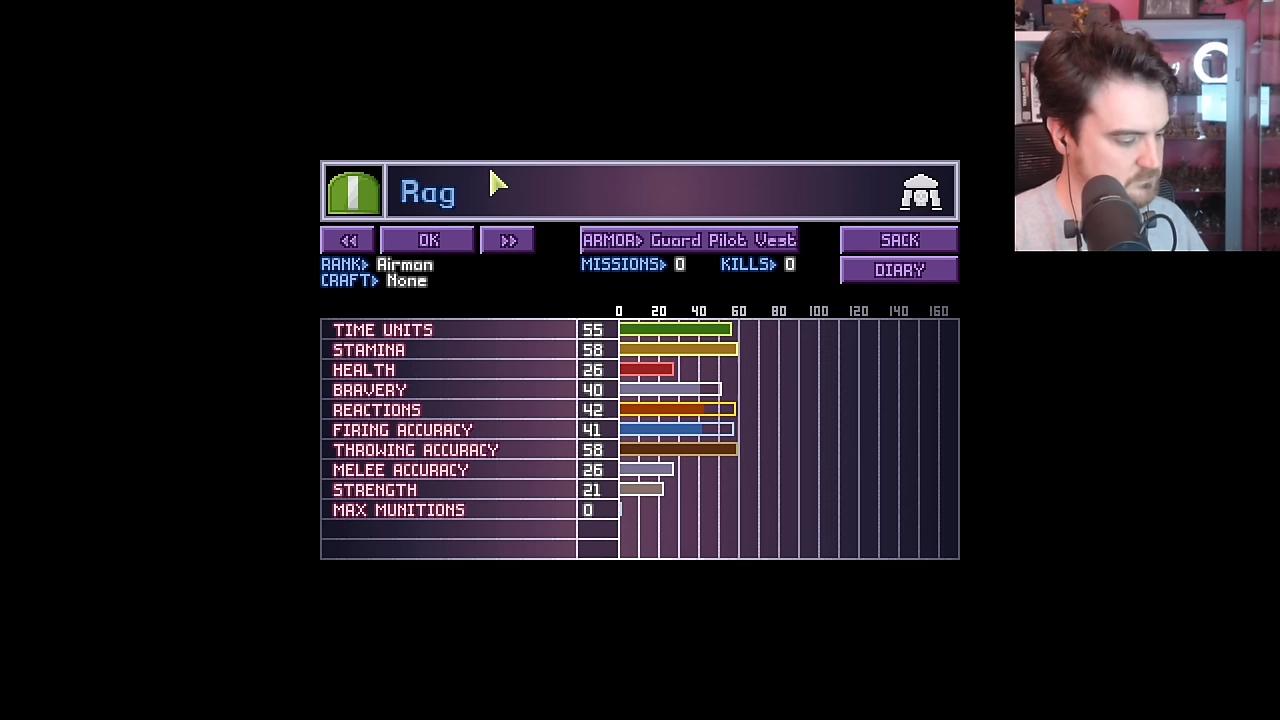 Rag
OK
ARMOR> Guard Pilot Vest
SACK
RANK> Airman
MISSIONS> 0
KILLS> 0
DIARY
CRAFT> None
0 20 40 60 80 100 120 140 160
TIME UNITS 55
STAMINA 58
HEALTH 26
BRAVERY 40
REACTIONS 42
FIRING ACCURACY 41
THROWING ACCURACY 58
MELEE ACCURACY 26
STRENGTH 21
MAX MUNITIONS 0